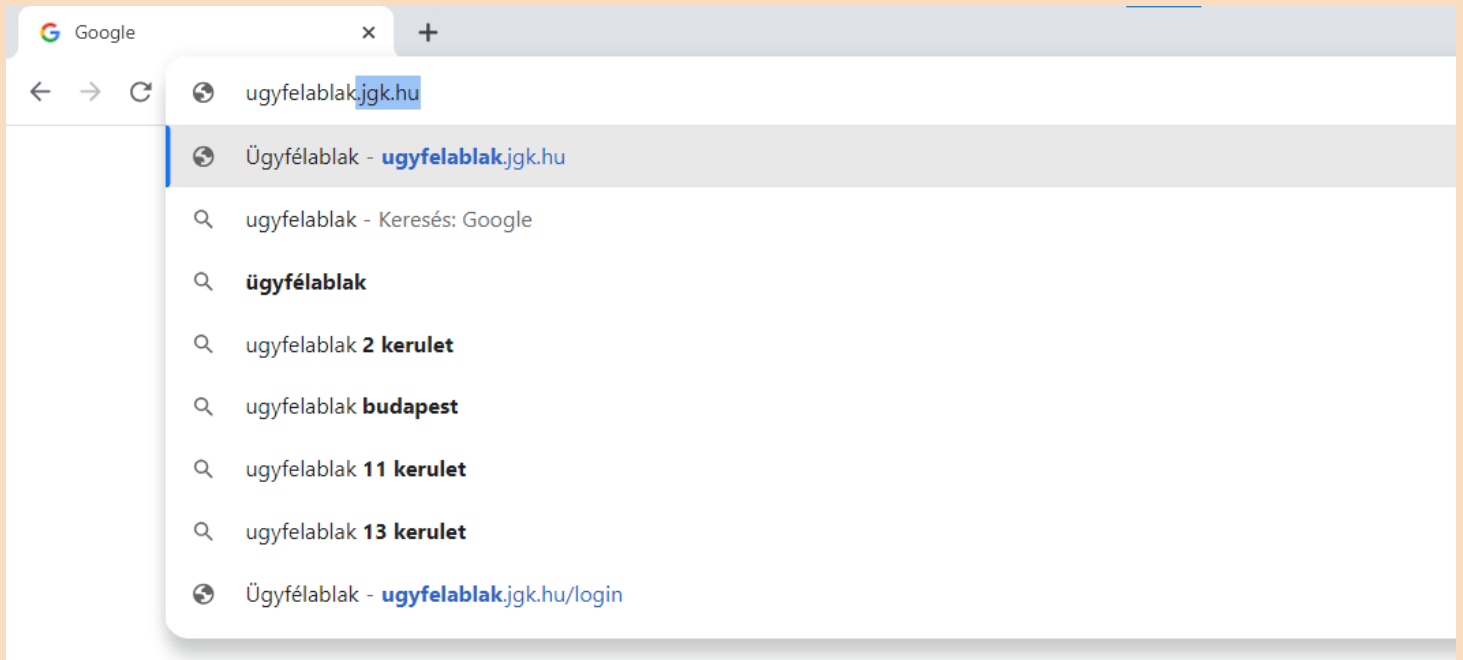 Google
ugyfelablak.jgk.hu
Ügyfélablak - ugyfelablak.jgk.hu
ugyfelablak - Keresés: Google
ügyfélablak
ugyfelablak 2 kerulet
ugyfelablak budapest
ugyfelablak 11 kerulet
ugyfelablak 13 kerulet
Ügyfélablak - ugyfelablak.jgk.hu/login